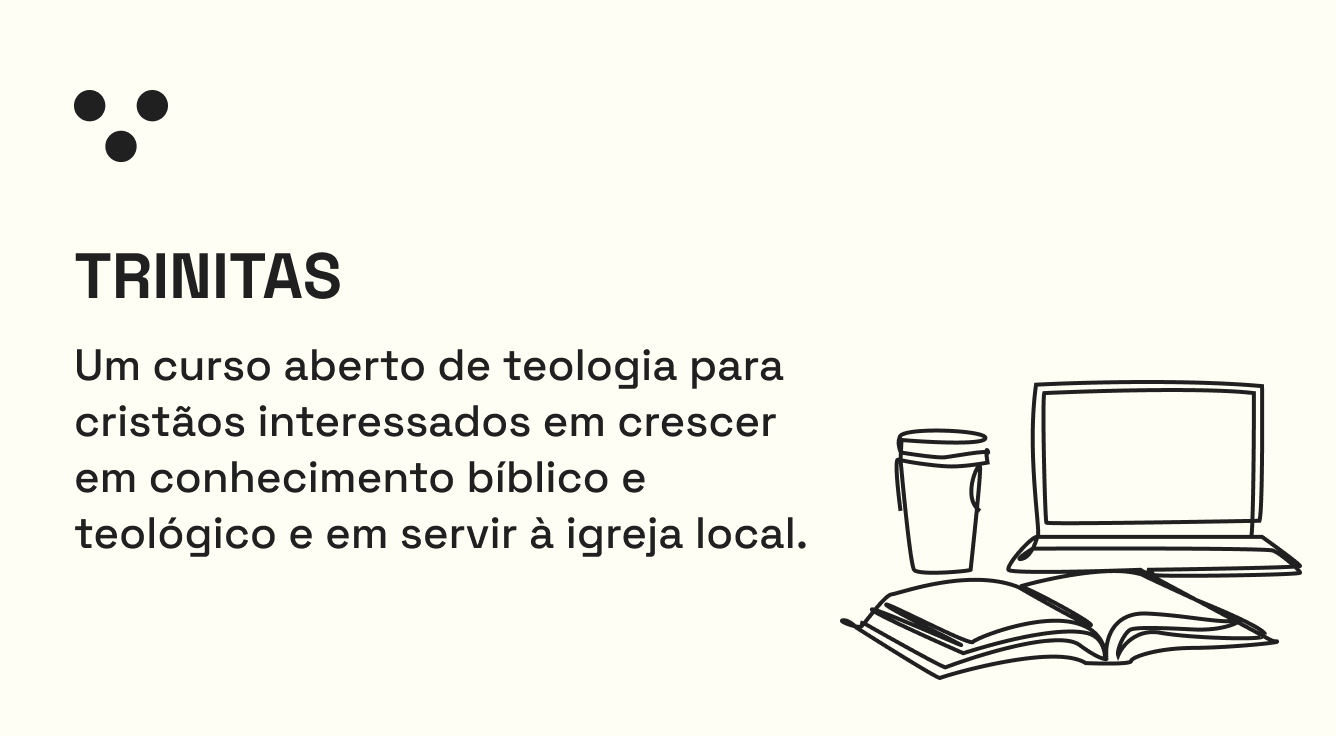 TRINITAS
Um curso aberto de teologia para
cristãos interessados em crescer
em conhecimento bíblico e
teológico e em servir à igreja local.